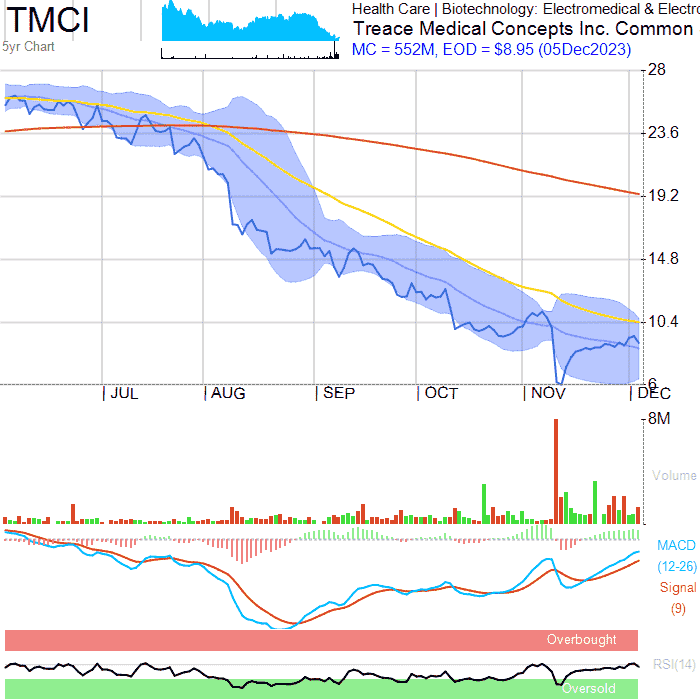 TMCI
5yr Chart
Health Care | Biotechnology: Electromedical & Electro
Treace Medical Concepts Inc. Common
MC = 552M, EOD = $8.95 (05Dec2023)
28
23.6
19.2
14.8
10.4
6
JUL AUG SEP OCT NOV DEC
8M
Volume
MACD
(12-26)
Signal
(9)
Overbought
RSI(14)
Oversold